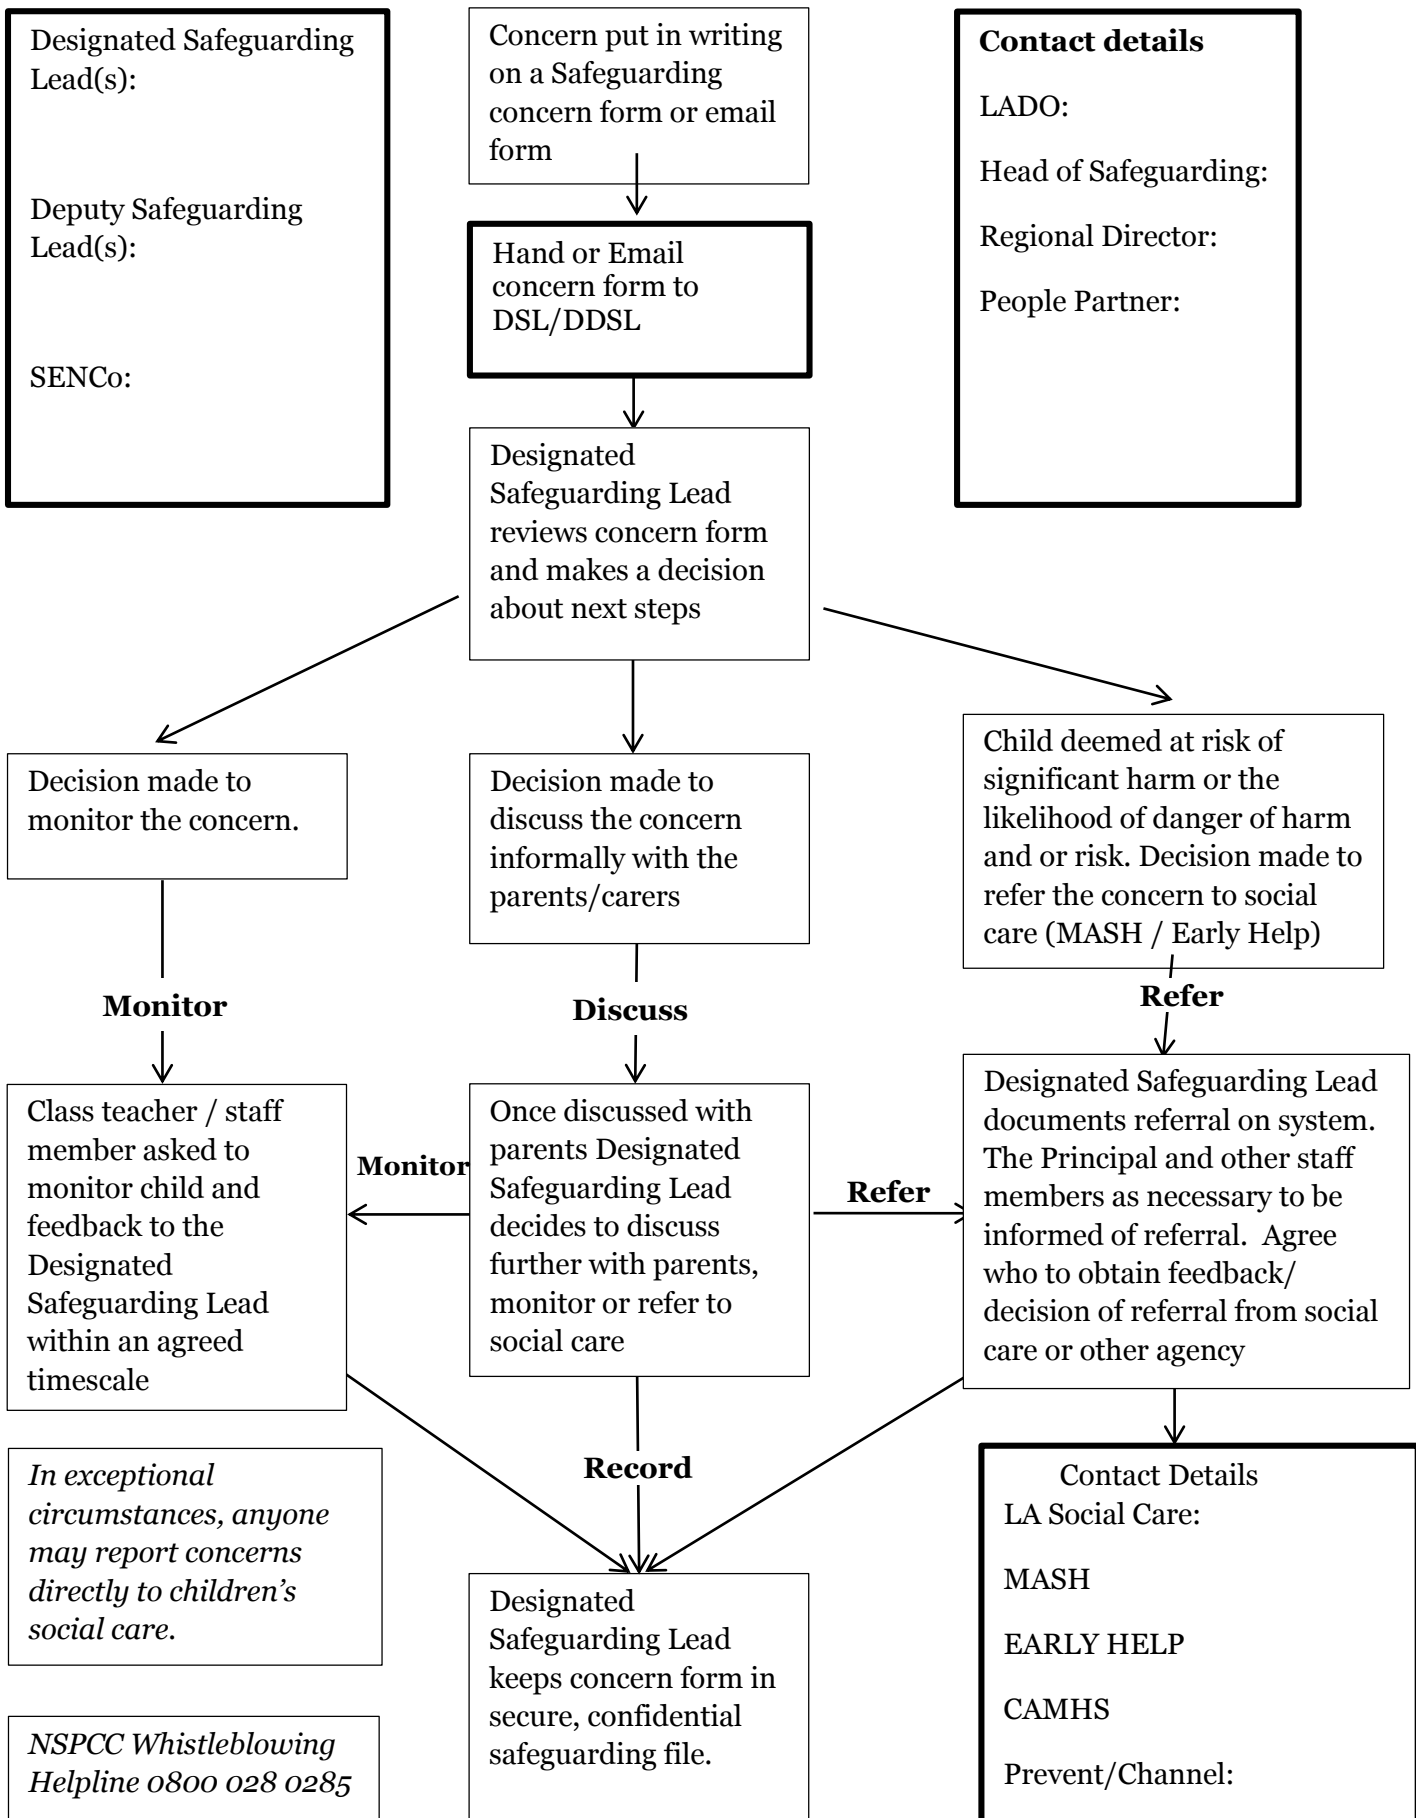 Designated Safeguarding
Lead(s):
Deputy Safeguarding
Lead(s):
SENCo:
Concern put in writing
on a Safeguarding
concern form or email
form
Contact details
LADO:
Head of Safeguarding:
Regional Director:
People Partner:
Hand or Email
concern form to
DSL/DDSL
Designated
Safeguarding Lead
reviews concern form
and makes a decision
about next steps
Decision made to
monitor the concern.
Decision made to
discuss the concern
informally with the
parents/carers
Child deemed at risk of
significant harm or the
likelihood of danger of harm
and or risk. Decision made to
refer the concern to social
care (MASH / Early Help)
Monitor
Discuss
Refer
Class teacher / staff
member asked to
monitor child and
feedback to the
Designated
Safeguarding Lead
within an agreed
timescale
Monitor
Once discussed with
parents Designated
Safeguarding Lead
decides to discuss
further with parents,
monitor or refer to
social care
Refer
Designated Safeguarding Lead
documents referral on system.
The Principal and other staff
members as necessary to be
informed of referral.  Agree
who to obtain feedback/
decision of referral from social
care or other agency
In exceptional
circumstances, anyone
may report concerns
directly to children’s
social care.
Record
Contact Details
LA Social Care:
MASH
EARLY HELP
CAMHS
Prevent/Channel:
Designated
Safeguarding Lead
keeps concern form in
secure, confidential
safeguarding file.
NSPCC Whistleblowing
Helpline 0800 028 0285